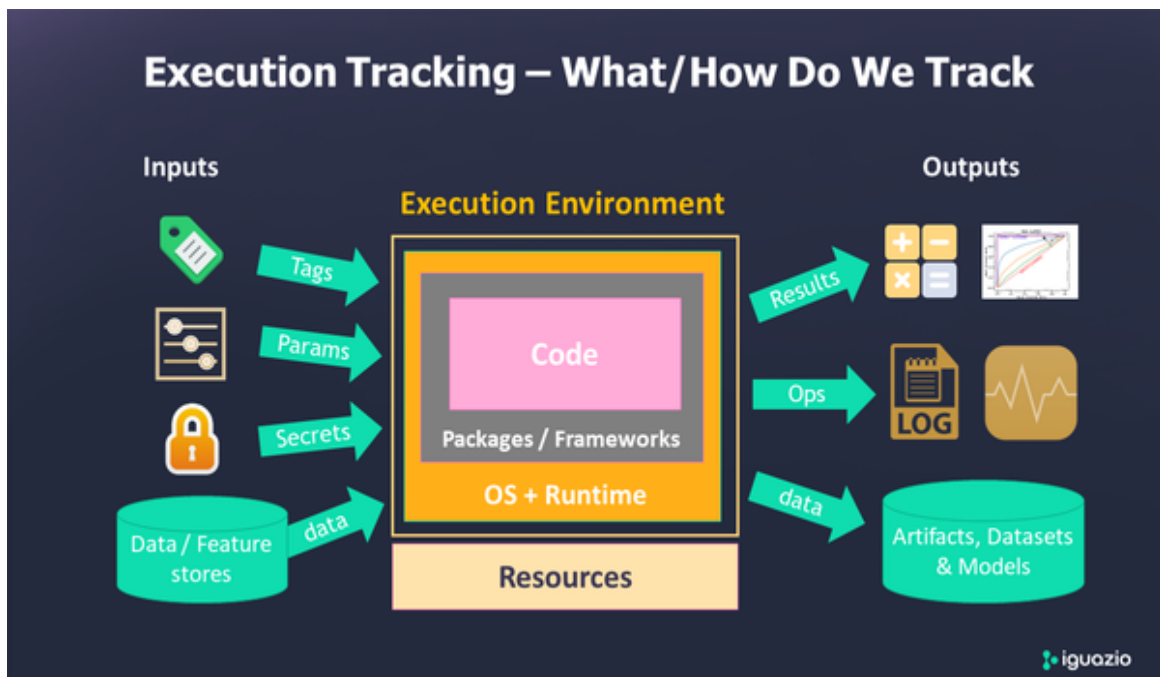 Execution Tracking – What/How Do We Track
Inputs
Outputs
Execution Environment
Tags
Params
Secrets
data
Data / Feature
stores
Code
Packages / Frameworks
OS + Runtime
Resources
Results
Ops
data
LOG
Artifacts, Datasets
& Models
iguazio